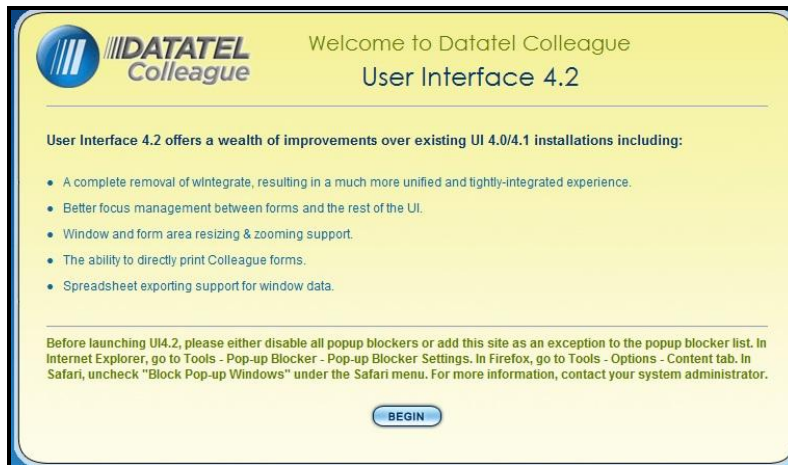 DATATEL
Colleague
Welcome to Datatel Colleague
User Interface 4.2
User Interface 4.2 offers a wealth of improvements over existing UI 4.0/4.1 installations including:
• A complete removal of wIntegrate, resulting in a much more unified and tightly-integrated experience.
• Better focus management between forms and the rest of the UI.
• Window and form area resizing & zooming support.
• The ability to directly print Colleague forms.
• Spreadsheet exporting support for window data.
Before launching UI4.2, please either disable all popup blockers or add this site as an exception to the popup blocker list. In
Internet Explorer, go to Tools - Pop-up Blocker - Pop-up Blocker Settings. In Firefox, go to Tools - Options - Content tab. In
Safari, uncheck "Block Pop-up Windows" under the Safari menu. For more information, contact your system administrator.
BEGIN